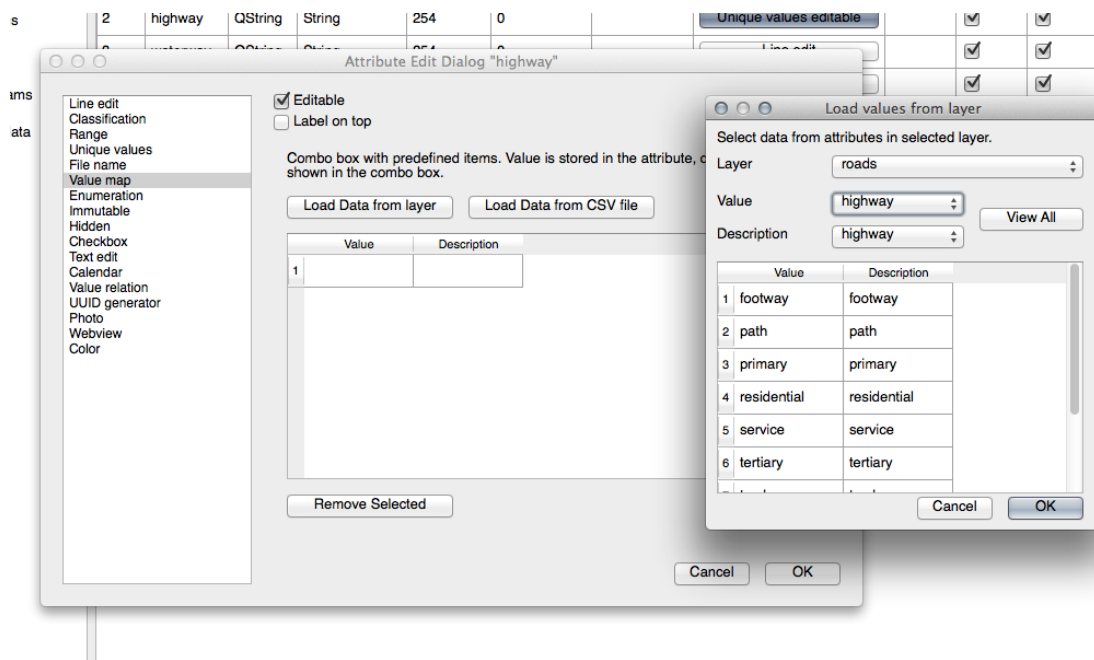 s
2 highway QString String 254 0 Unique values editable
QString String 254 0 Line edit
Attribute Edit Dialog "highway"
ams
ata
Line edit
Classification
Range
Unique values
File name
Value map
Enumeration
Immutable
Hidden
Checkbox
Text edit
Calendar
Value relation
UUID generator
Photo
Webview
Color
Editable
Label on top
Combo box with predefined items. Value is stored in the attribute, d
shown in the combo box.
Load Data from layer Load Data from CSV file
Value Description
1
Remove Selected
Cancel OK
Load values from layer
Select data from attributes in selected layer.
Layer roads
Value highway
View All
Description highway
Value Description
1 footway footway
2 path path
3 primary primary
4 residential residential
5 service service
6 tertiary tertiary
Cancel OK